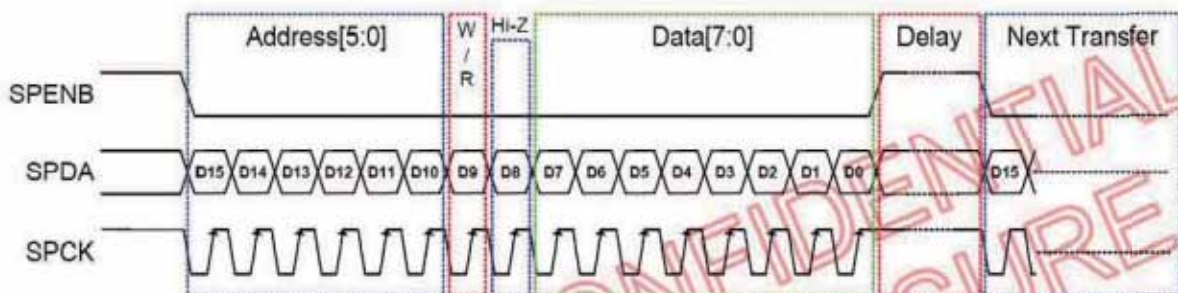 Address[5:0] W / R Hi-Z Data[7:0] Delay Next Transfer
SPENB
SPDA D15 D14 D13 D12 D11 D10 D9 D8 D7 D6 D5 D4 D3 D2 D1 D0 D15
SPCK
CONFIDENTIAL
SURE